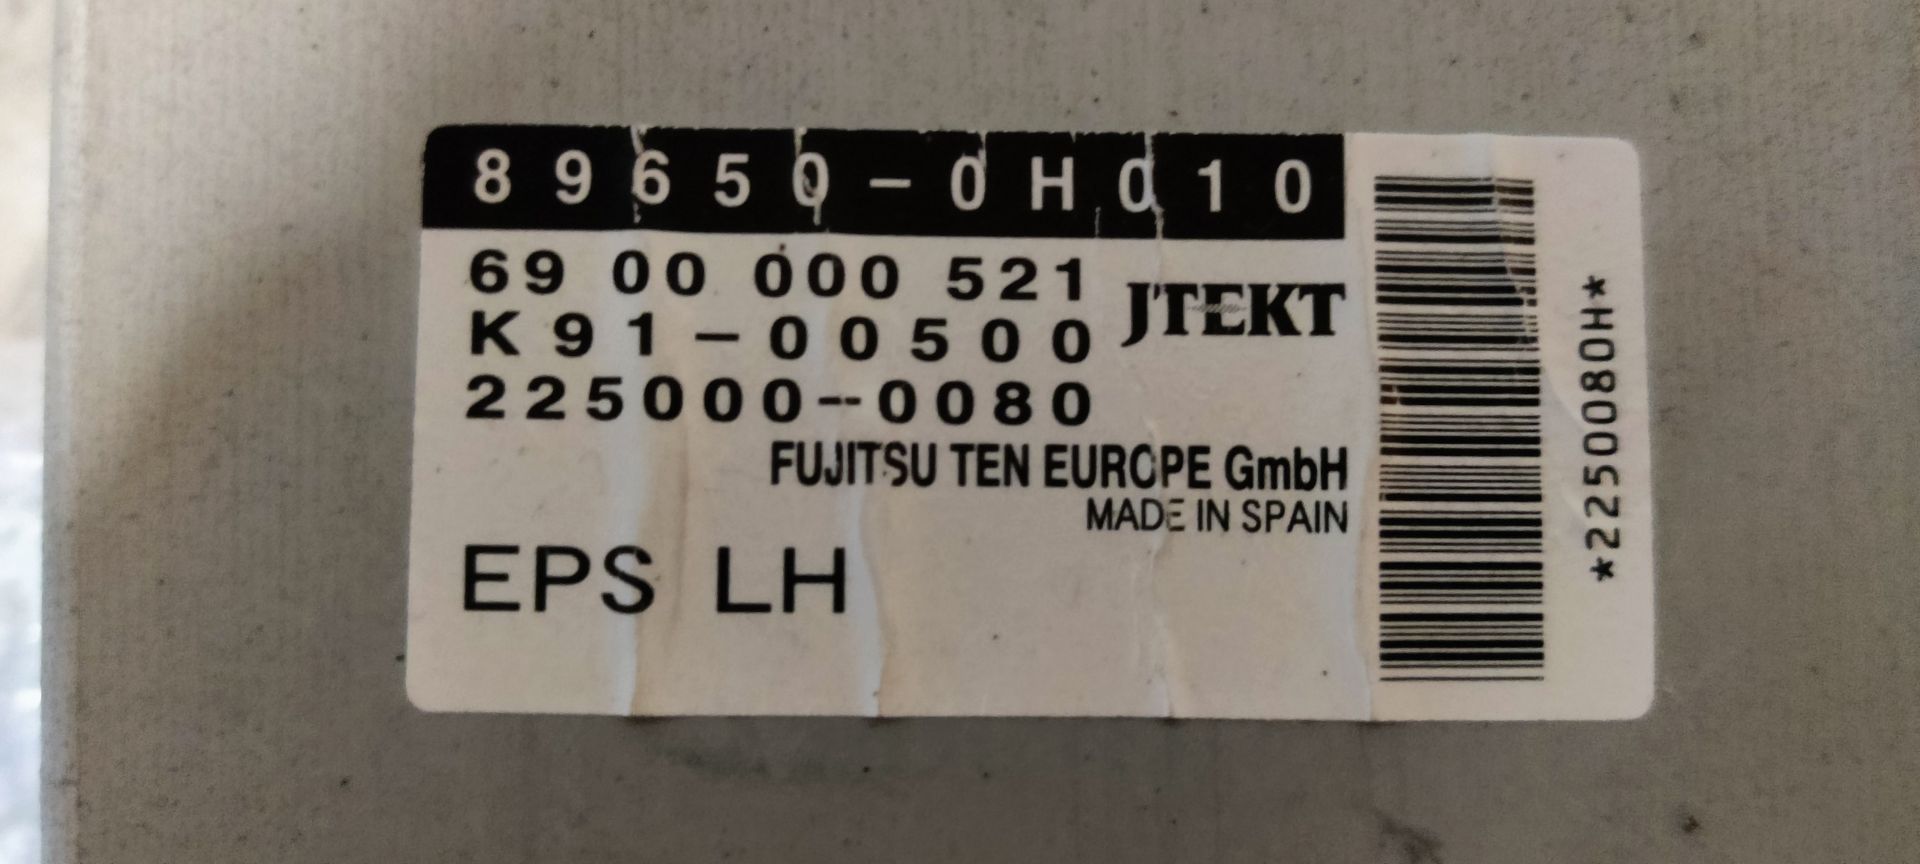 89650-0H010
69 00 000 521
K91-00500
JTEKT
225000-0080
FUJITSU TEN EUROPE GmbH
MADE IN SPAIN
EPS LH
*2250080H*